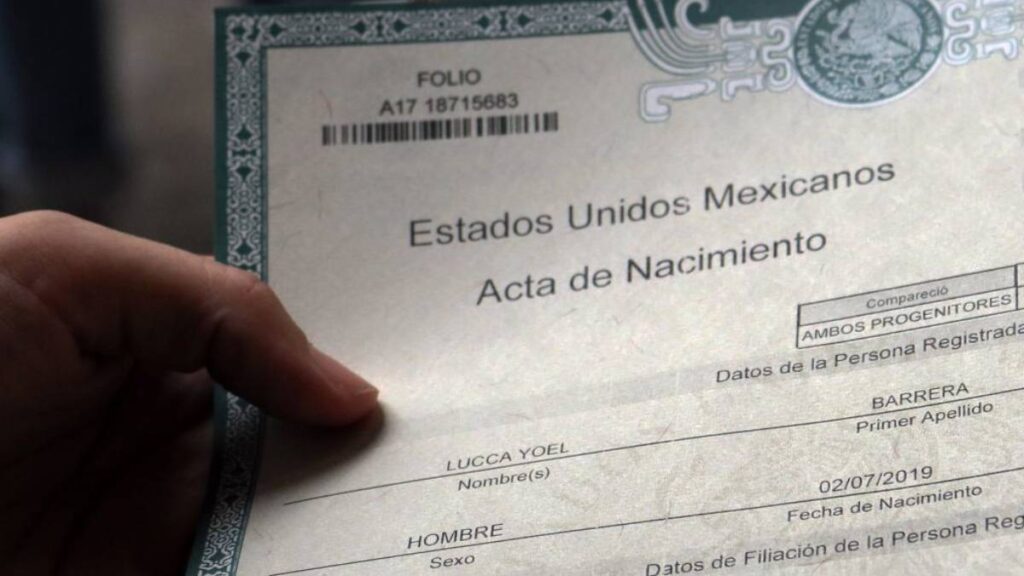 FOLIO
A17 18715683
Estados Unidos Mexicanos
Acta de Nacimiento
Compareció
AMBOS PROGENITORES
Datos de la Persona Registrada
LUCCA YOEL
BARRERA
Nombre(s)
Primer Apellido
HOMBRE
02/07/2019
Sexo
Fecha de Nacimiento
Datos de Filiación de la Persona Reg